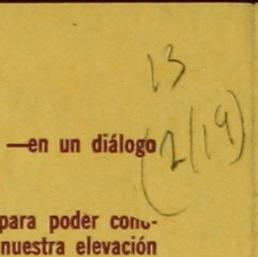 13
—en un diálogo
(2/19)
para poder cono-
nuestra elevación